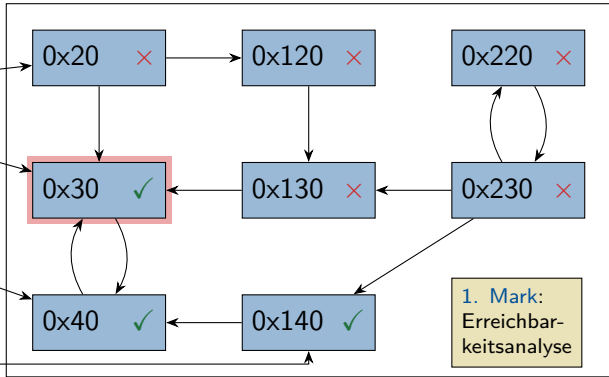 0x20 ×
0x120 ×
0x220 ×
0x30 ✓
0x130 ×
0x230 ×
0x40 ✓
0x140 ✓
1. Mark:
Erreichbar-
keitsanalyse